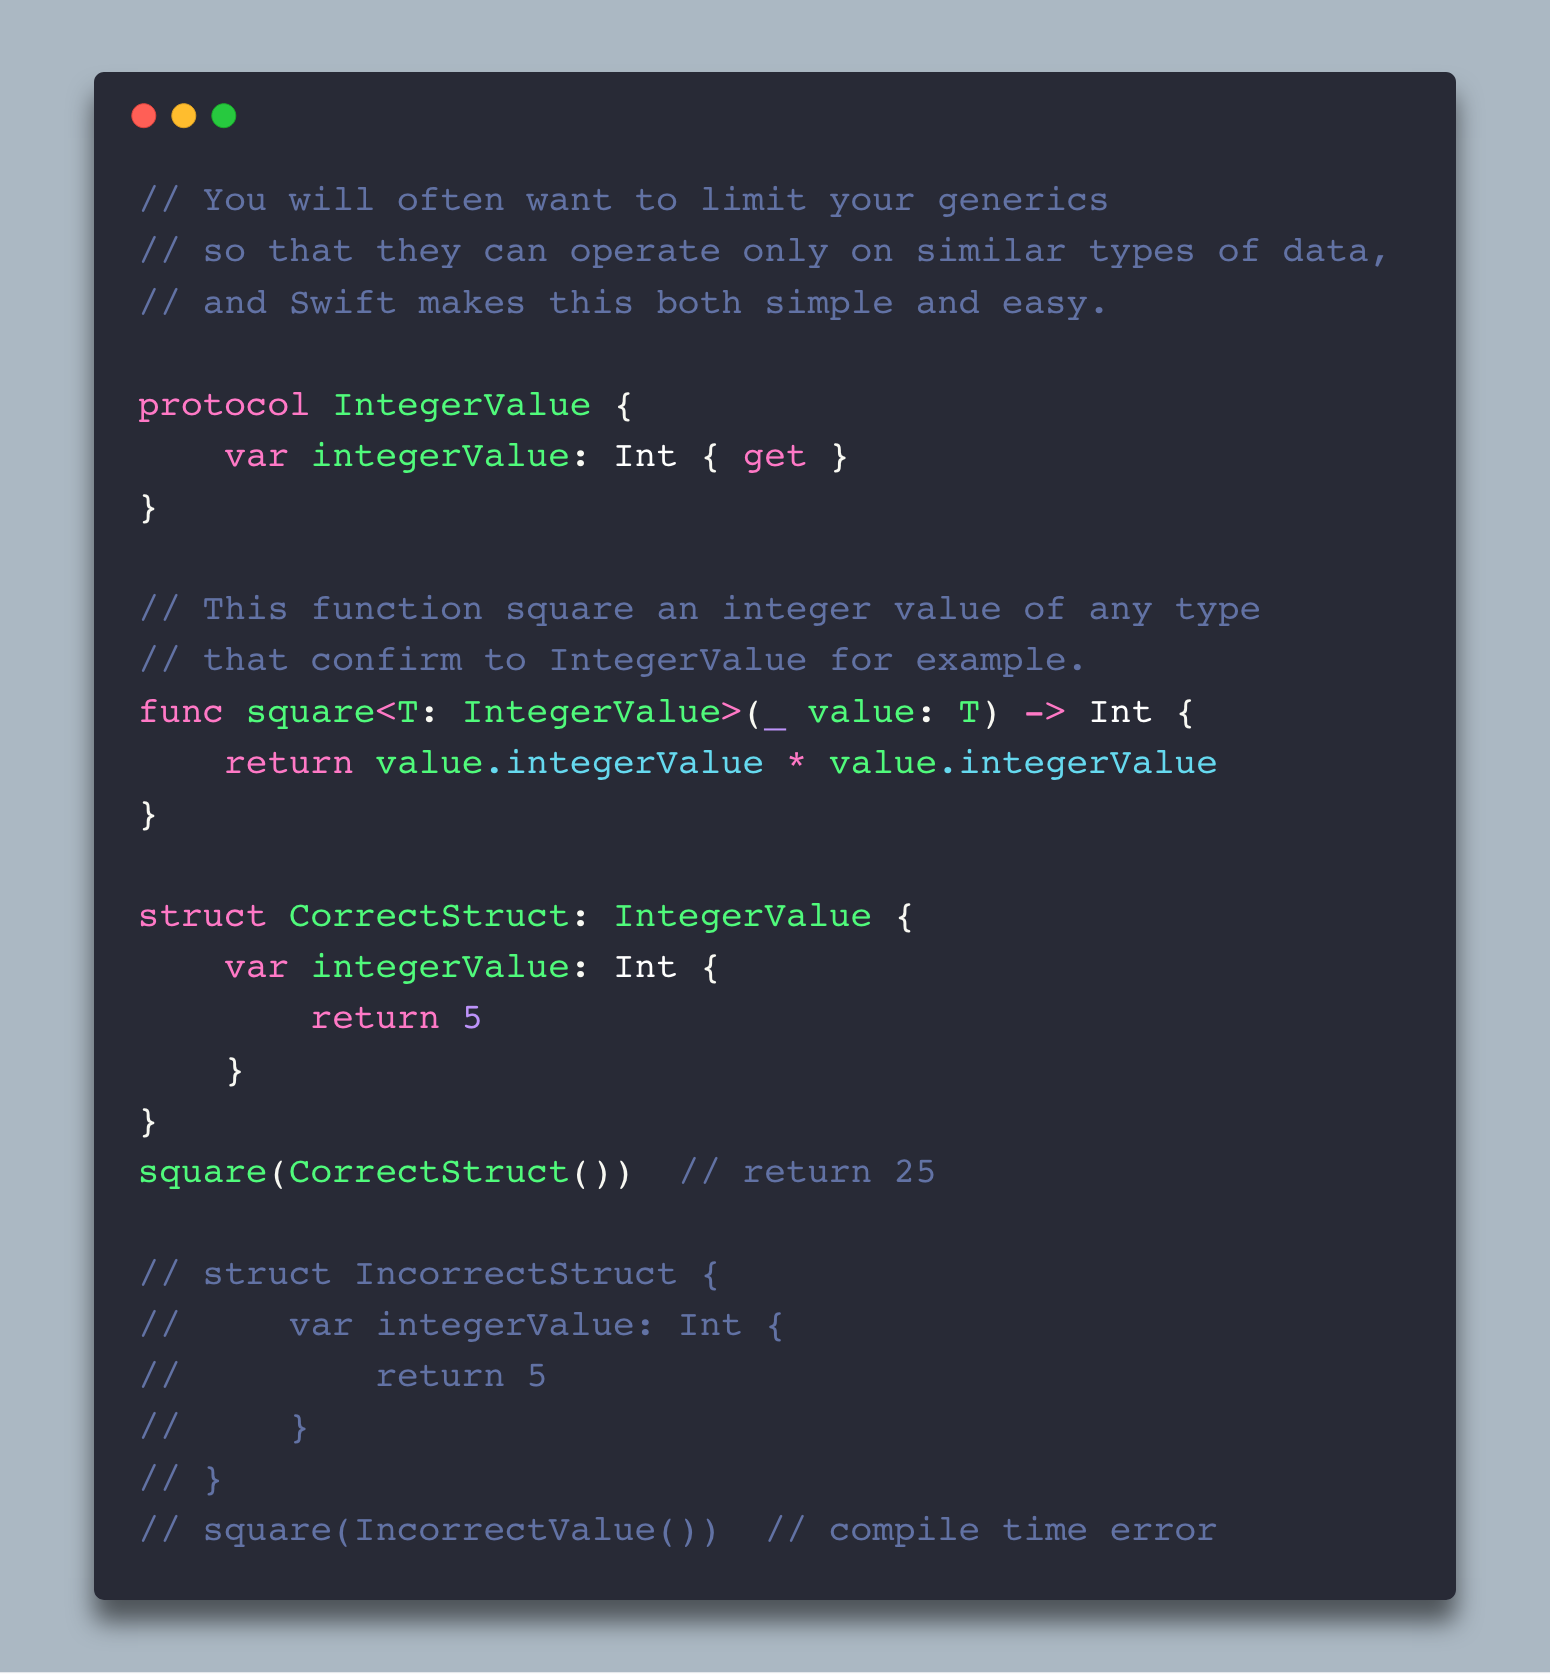 // You will often want to limit your generics
// so that they can operate only on similar types of data,
// and Swift makes this both simple and easy.

protocol IntegerValue {
    var integerValue: Int { get }
}

// This function square an integer value of any type
// that confirm to IntegerValue for example.
func square<T: IntegerValue>(_ value: T) -> Int {
    return value.integerValue * value.integerValue
}

struct CorrectStruct: IntegerValue {
    var integerValue: Int {
        return 5
    }
}
square(CorrectStruct())  // return 25

// struct IncorrectStruct {
//     var integerValue: Int {
//         return 5
//     }
// }
// square(IncorrectValue())  // compile time error